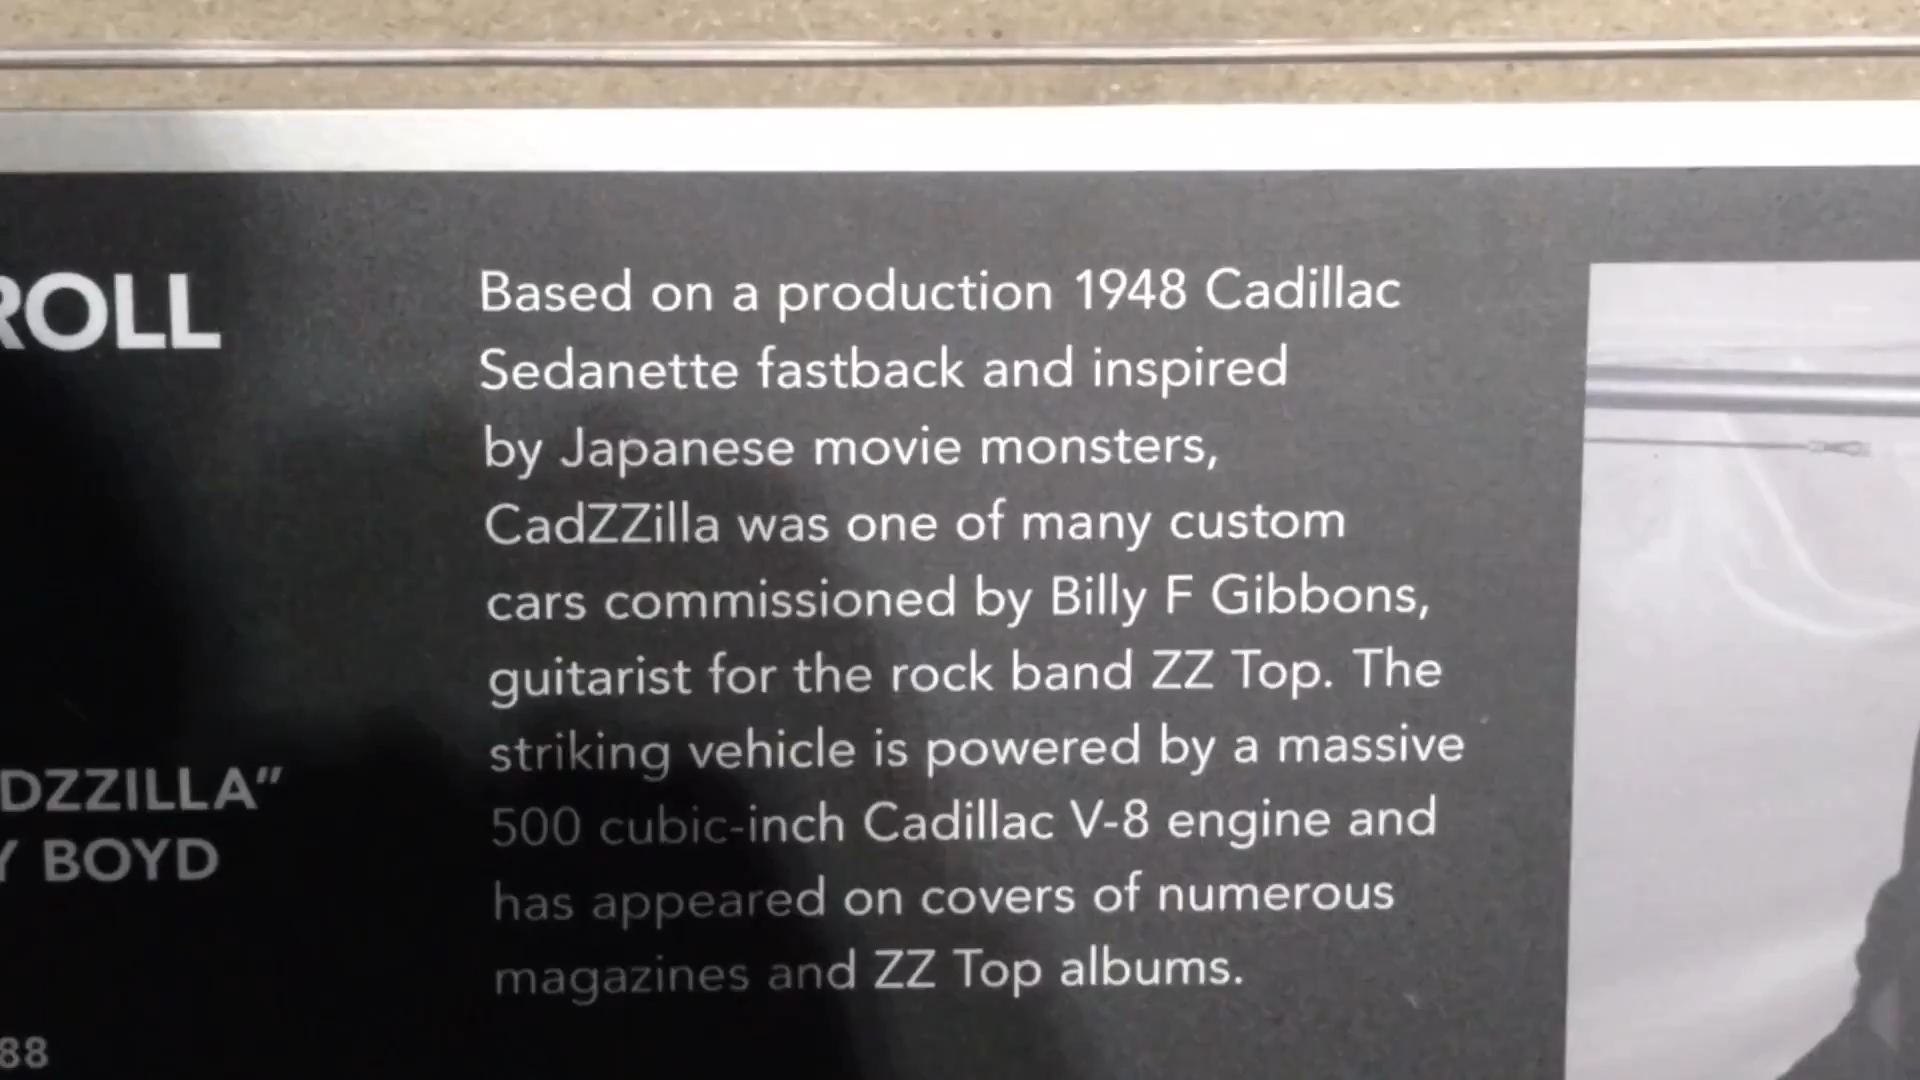 ROLL
DZZILLA”
Y BOYD
88
Based on a production 1948 Cadillac
Sedanette fastback and inspired
by Japanese movie monsters,
CadZZilla was one of many custom
cars commissioned by Billy F Gibbons,
guitarist for the rock band ZZ Top. The
striking vehicle is powered by a massive
500 cubic-inch Cadillac V-8 engine and
has appeared on covers of numerous
magazines and ZZ Top albums.